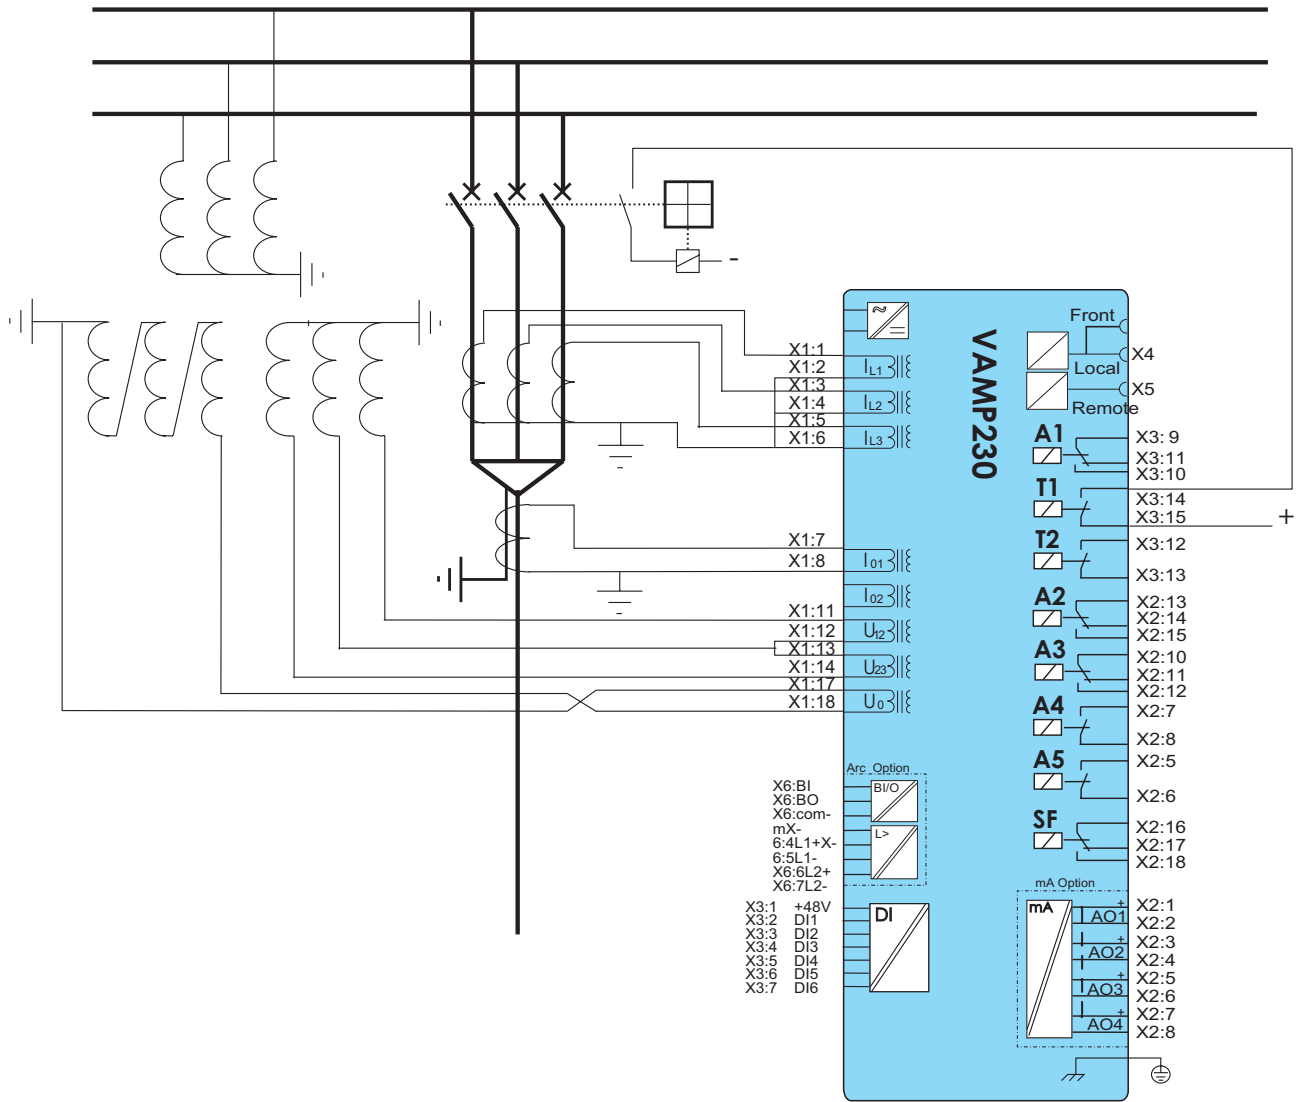 -
VAMP230
Front
X4
Local
X5
Remote
X1:1
X1:2
X1:3
X1:4
X1:5
X1:6
IL1
IL2
IL3
X1:7
X1:8
I01
I02
X1:11
X1:12
X1:13
X1:14
X1:17
X1:18
U12
U23
U0
A1
X3: 9
X3:11
X3:10
T1
X3:14
X3:15
+
T2
X3:12
X3:13
A2
X2:13
X2:14
X2:15
A3
X2:10
X2:11
X2:12
A4
X2:7
X2:8
A5
X2:5
X2:6
SF
X2:16
X2:17
X2:18
Arc Option
X6:BI
X6:BO
X6:com-
mX-
6:4L1+X-
6:5L1-
X6:6L2+
X6:7L2-
BI/O
L>
X3:1 +48V
X3:2 DI1
X3:3 DI2
X3:4 DI3
X3:5 DI4
X3:6 DI5
X3:7 DI6
DI
mA Option
mA
+ X2:1
AO1 X2:2
+ X2:3
AO2 X2:4
+ X2:5
AO3 X2:6
+ X2:7
AO4 X2:8